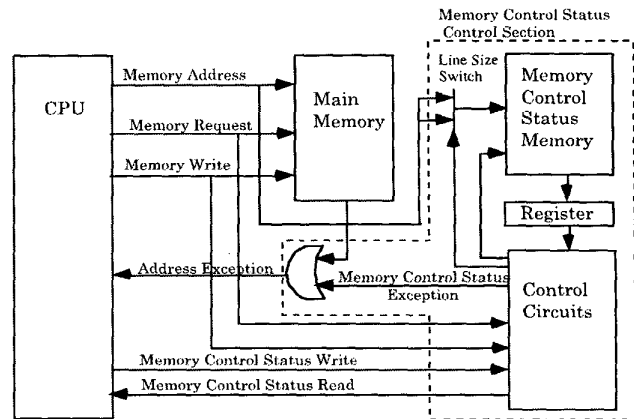 Memory Control Status
Control Section
Memory Address
Line Size
Switch
CPU
Main
Memory
Memory
Control
Status
Memory
Memory Request
Memory Write
Register
Address Exception
Memory Control Status
Exception
Control
Circuits
Memory Control Status Write
Memory Control Status Read